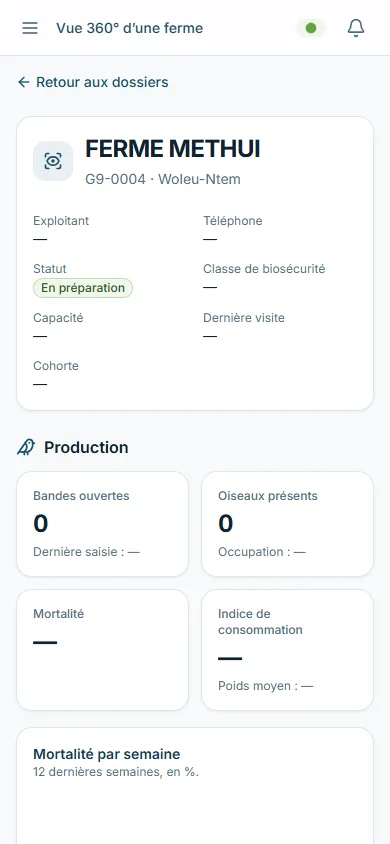 Vue 360° d’une ferme
← Retour aux dossiers
FERME METHUI
G9-0004 · Woleu-Ntem
Exploitant
—
Téléphone
—
Statut
En préparation
Classe de biosécurité
—
Capacité
—
Dernière visite
—
Cohorte
—
Production
Bandes ouvertes
0
Dernière saisie : —
Oiseaux présents
0
Occupation : —
Mortalité
—
Indice de
consommation
—
Poids moyen : —
Mortalité par semaine
12 dernières semaines, en %.